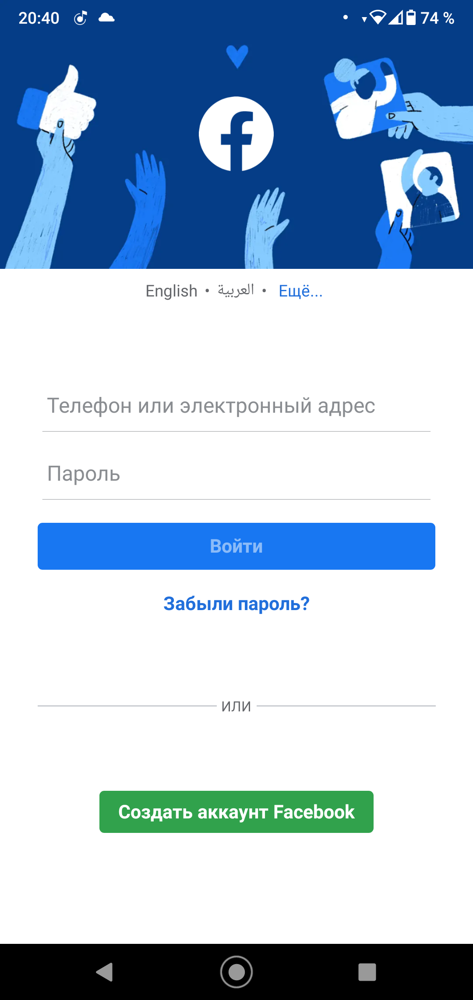 20:40 74 %
English • العربية • Ещё...
Телефон или электронный адрес
Пароль
Войти
Забыли пароль?
ИЛИ
Создать аккаунт Facebook